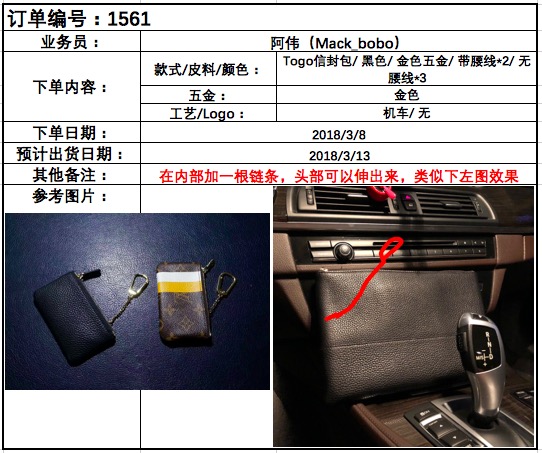 订单编号：1561
业务员： 阿伟（Mack_bobo）
下单内容： 款式/皮料/颜色： Togo信封包/ 黑色/ 金色五金/ 带腰线*2/ 无
腰线*3
五金： 金色
工艺/Logo： 机车/ 无
下单日期： 2018/3/8
预计出货日期： 2018/3/13
其他备注： 在内部加一根链条，头部可以伸出来，类似下左图效果
参考图片：